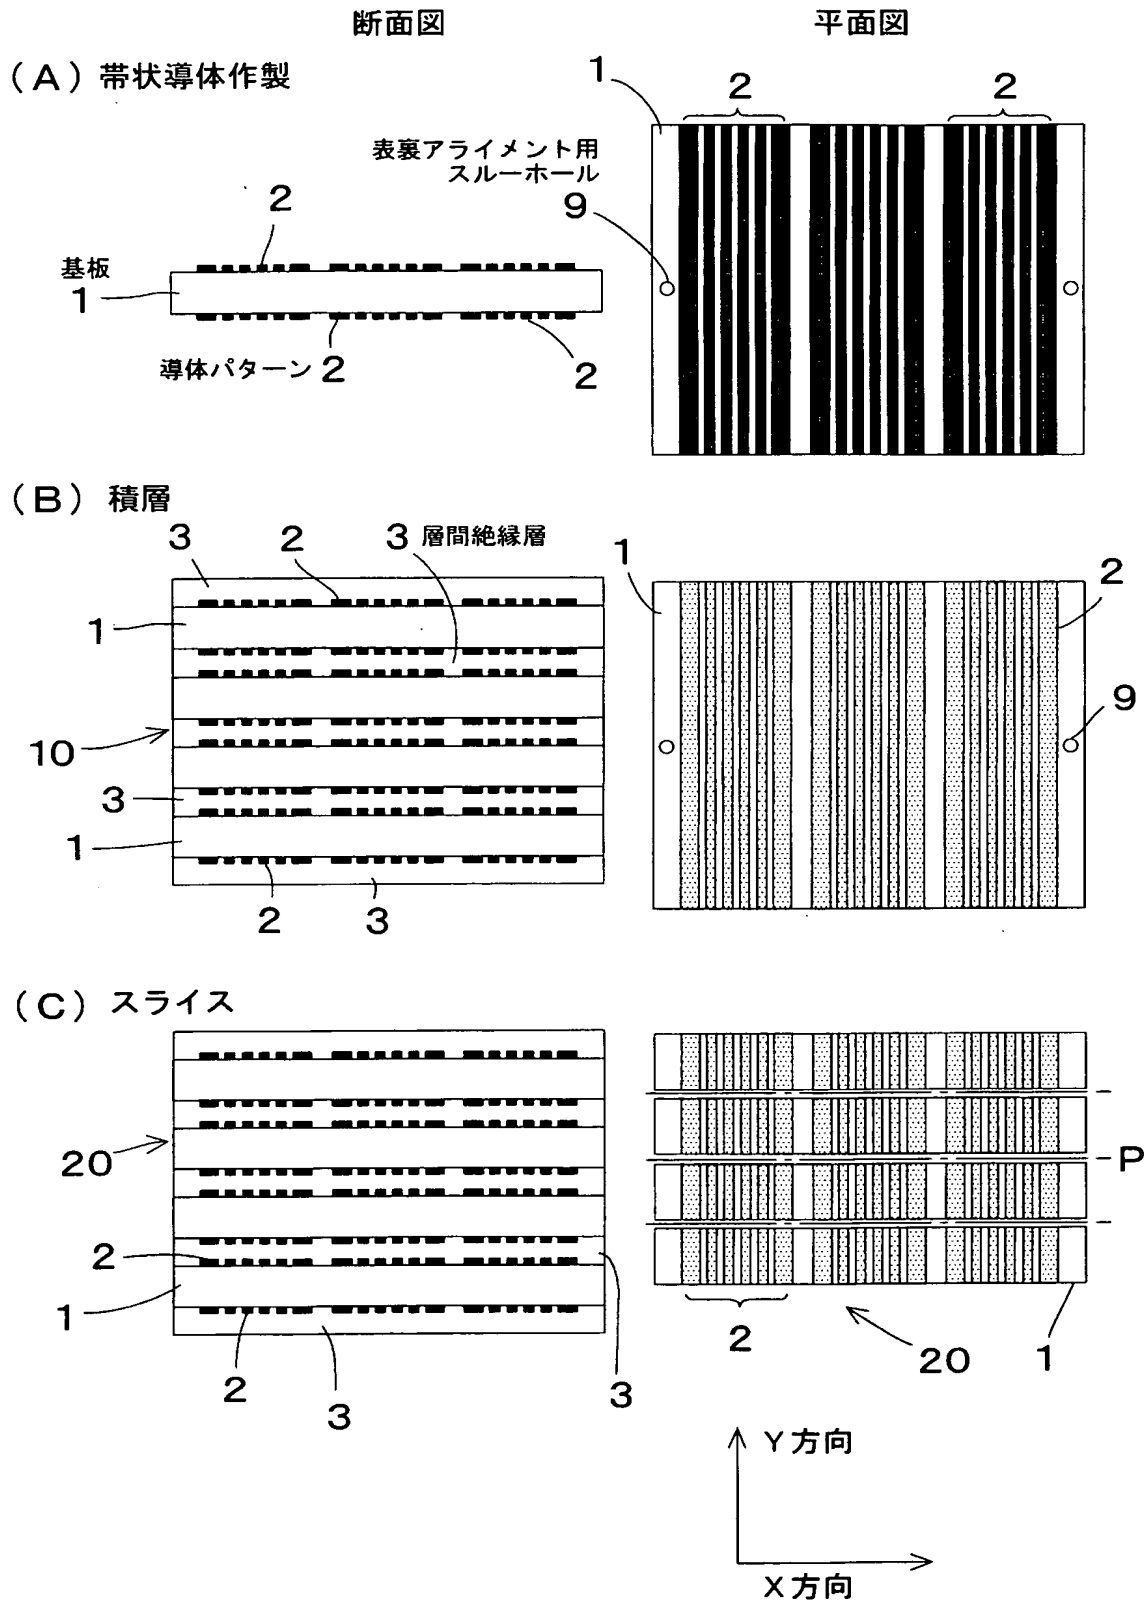 断面図 平面図
(A) 帯状導体作製
1 2 2
表裏アライメント用
スルーホール
2 9
基板
1
導体パターン 2 2
(B) 積層
3 2 3 層間絶縁層 1 2
1
9
10
3
1
2 3
(C) スライス
20 P
2
1 2 20 1
2 3 3
Y方向
X方向